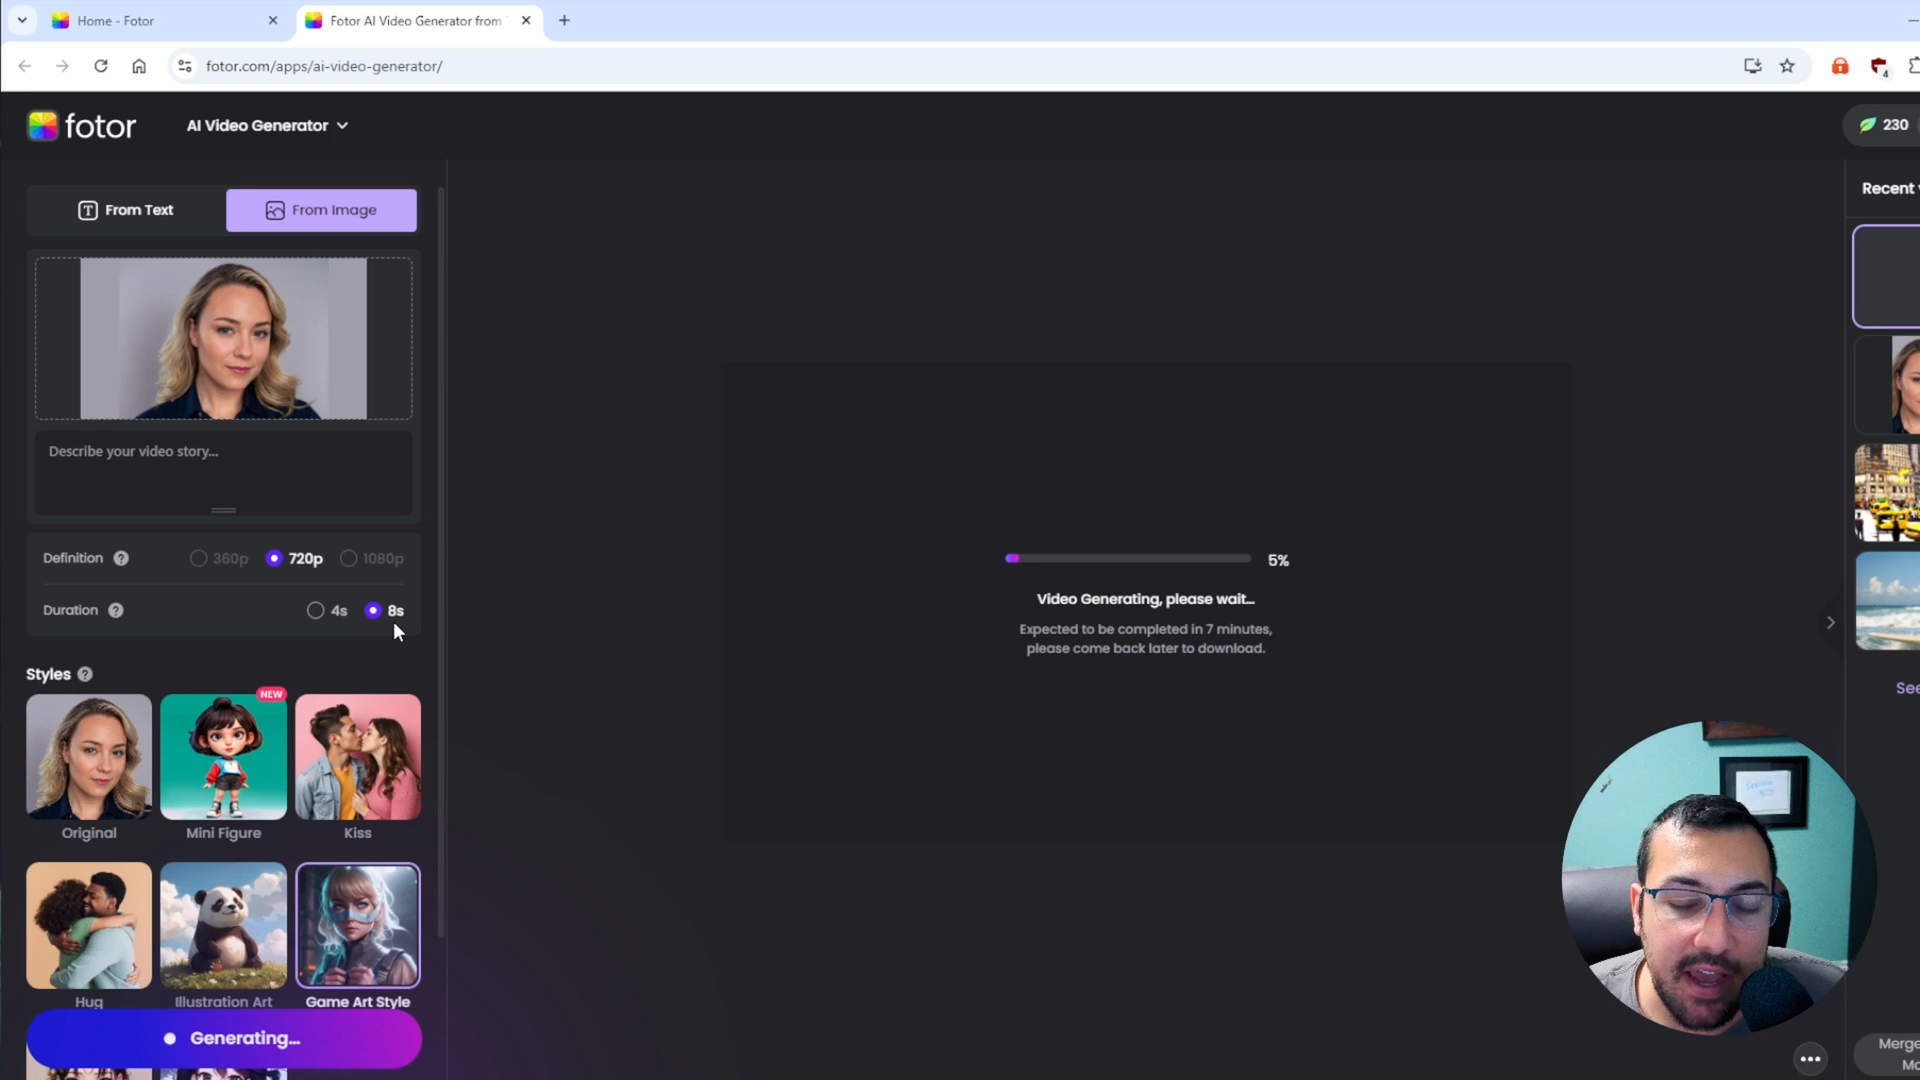 Home - Fotor
Fotor AI Video Generator from
fotor.com/apps/ai-video-generator/
4
fotor
AI Video Generator
230
From Text
From Image
Recent
Describe your video story...
Definition
360p
720p
1080p
Duration
4s
8s
5%
Video Generating, please wait...
Expected to be completed in 7 minutes,
please come back later to download.
Styles
NEW
Original
Mini Figure
Kiss
See
Hug
Illustration Art
Game Art Style
Generating...
Merge